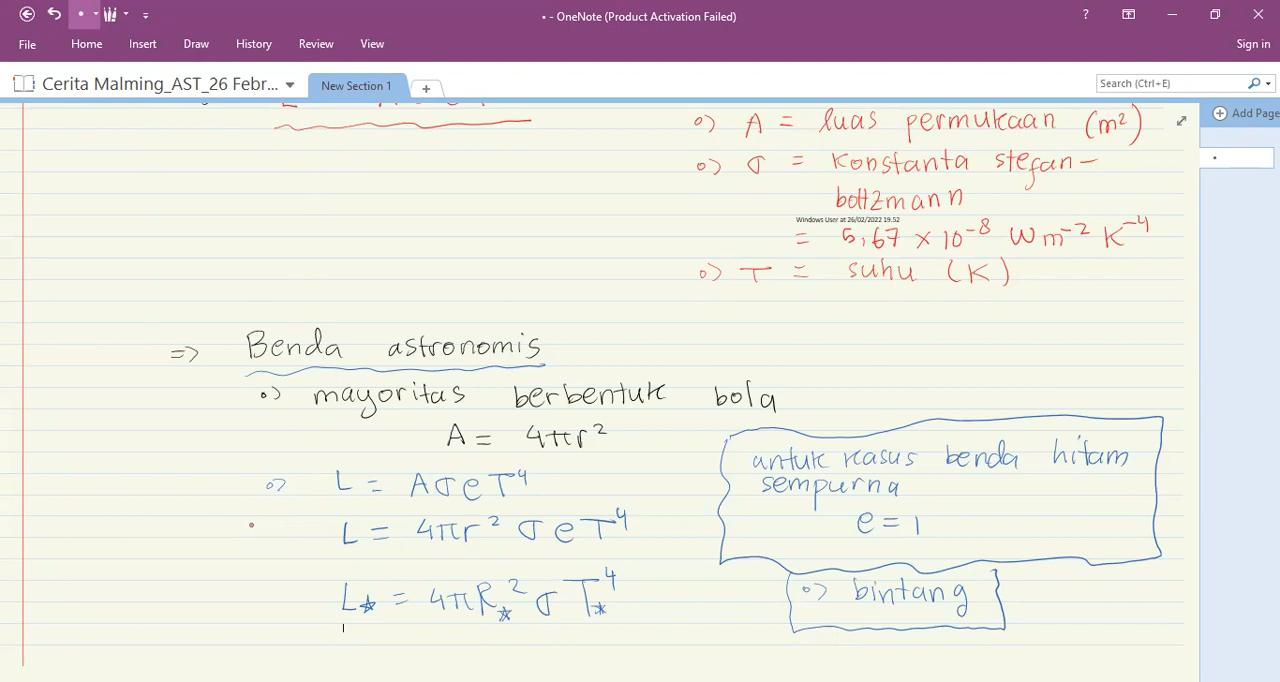 • - OneNote (Product Activation Failed)
?
File Home Insert Draw History Review View
Sign in
Cerita Malming_AST_26 Febr...
New Section 1
Search (Ctrl+E)
Add Page
o) A = luas permukaan (m²)
o) σ = konstanta stefan-
boltzmann
Windows User at 26/02/2022 19.52
= 5,67 × 10⁻⁸ W m⁻² K⁻⁴
o) T = suhu (K)
=> Benda astronomis
o) mayoritas berbentuk bola
A = 4πr²
o) L = AσeT⁴
L = 4πr² σ e T⁴
L★ = 4πR★² σ T★⁴
untuk kasus benda hitam
sempurna
e = 1
o) bintang